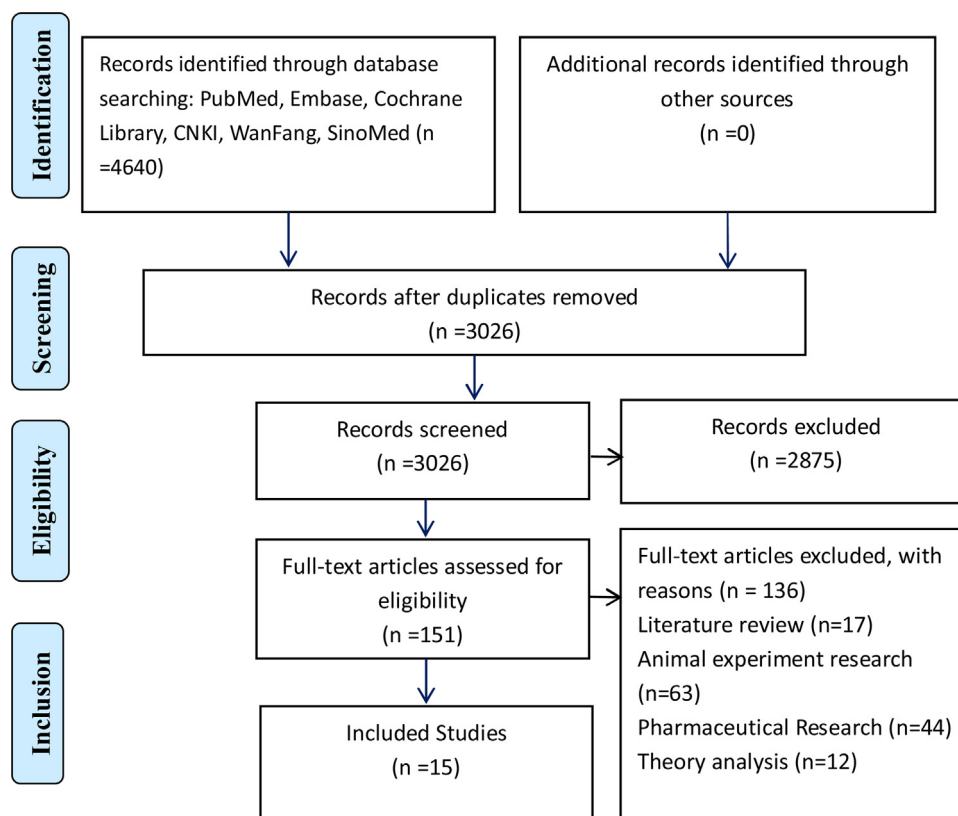 Identification
Records identified through database
searching: PubMed, Embase, Cochrane
Library, CNKI, WanFang, SinoMed (n
=4640)
Additional records identified through
other sources
(n =0)
Screening
Records after duplicates removed
(n =3026)
Eligibility
Records screened
(n =3026)
Records excluded
(n =2875)
Full-text articles assessed for
eligibility
(n =151)
Full-text articles excluded, with
reasons (n = 136)
Literature review (n=17)
Animal experiment research
(n=63)
Pharmaceutical Research (n=44)
Theory analysis (n=12)
Inclusion
Included Studies
(n =15)